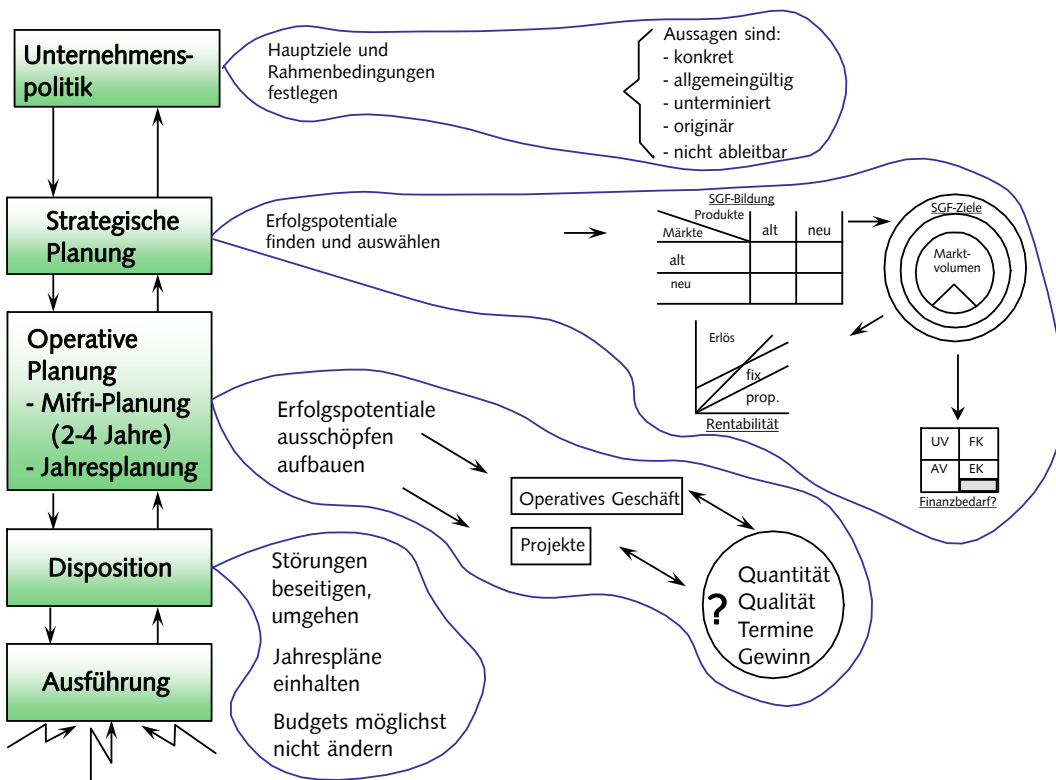 Unternehmens-
politik
Hauptziele und
Rahmenbedingungen
festlegen
Aussagen sind:
- konkret
- allgemeingültig
- unterminiert
- originär
- nicht ableitbar
Strategische
Planung
Erfolgspotentiale
finden und auswählen
SGF-Bildung
Produkte
Märkte
alt
neu
alt
neu
SGF-Ziele
Markt-
volumen
Erlös
fix
prop.
Rentabilität
UV
FK
AV
EK
Finanzbedarf?
Operative
Planung
- Mifri-Planung
(2-4 Jahre)
- Jahresplanung
Erfolgspotentiale
ausschöpfen
aufbauen
Operatives Geschäft
Projekte
?
Quantität
Qualität
Termine
Gewinn
Disposition
Störungen
beseitigen,
umgehen
Jahrespläne
einhalten
Budgets möglichst
nicht ändern
Ausführung